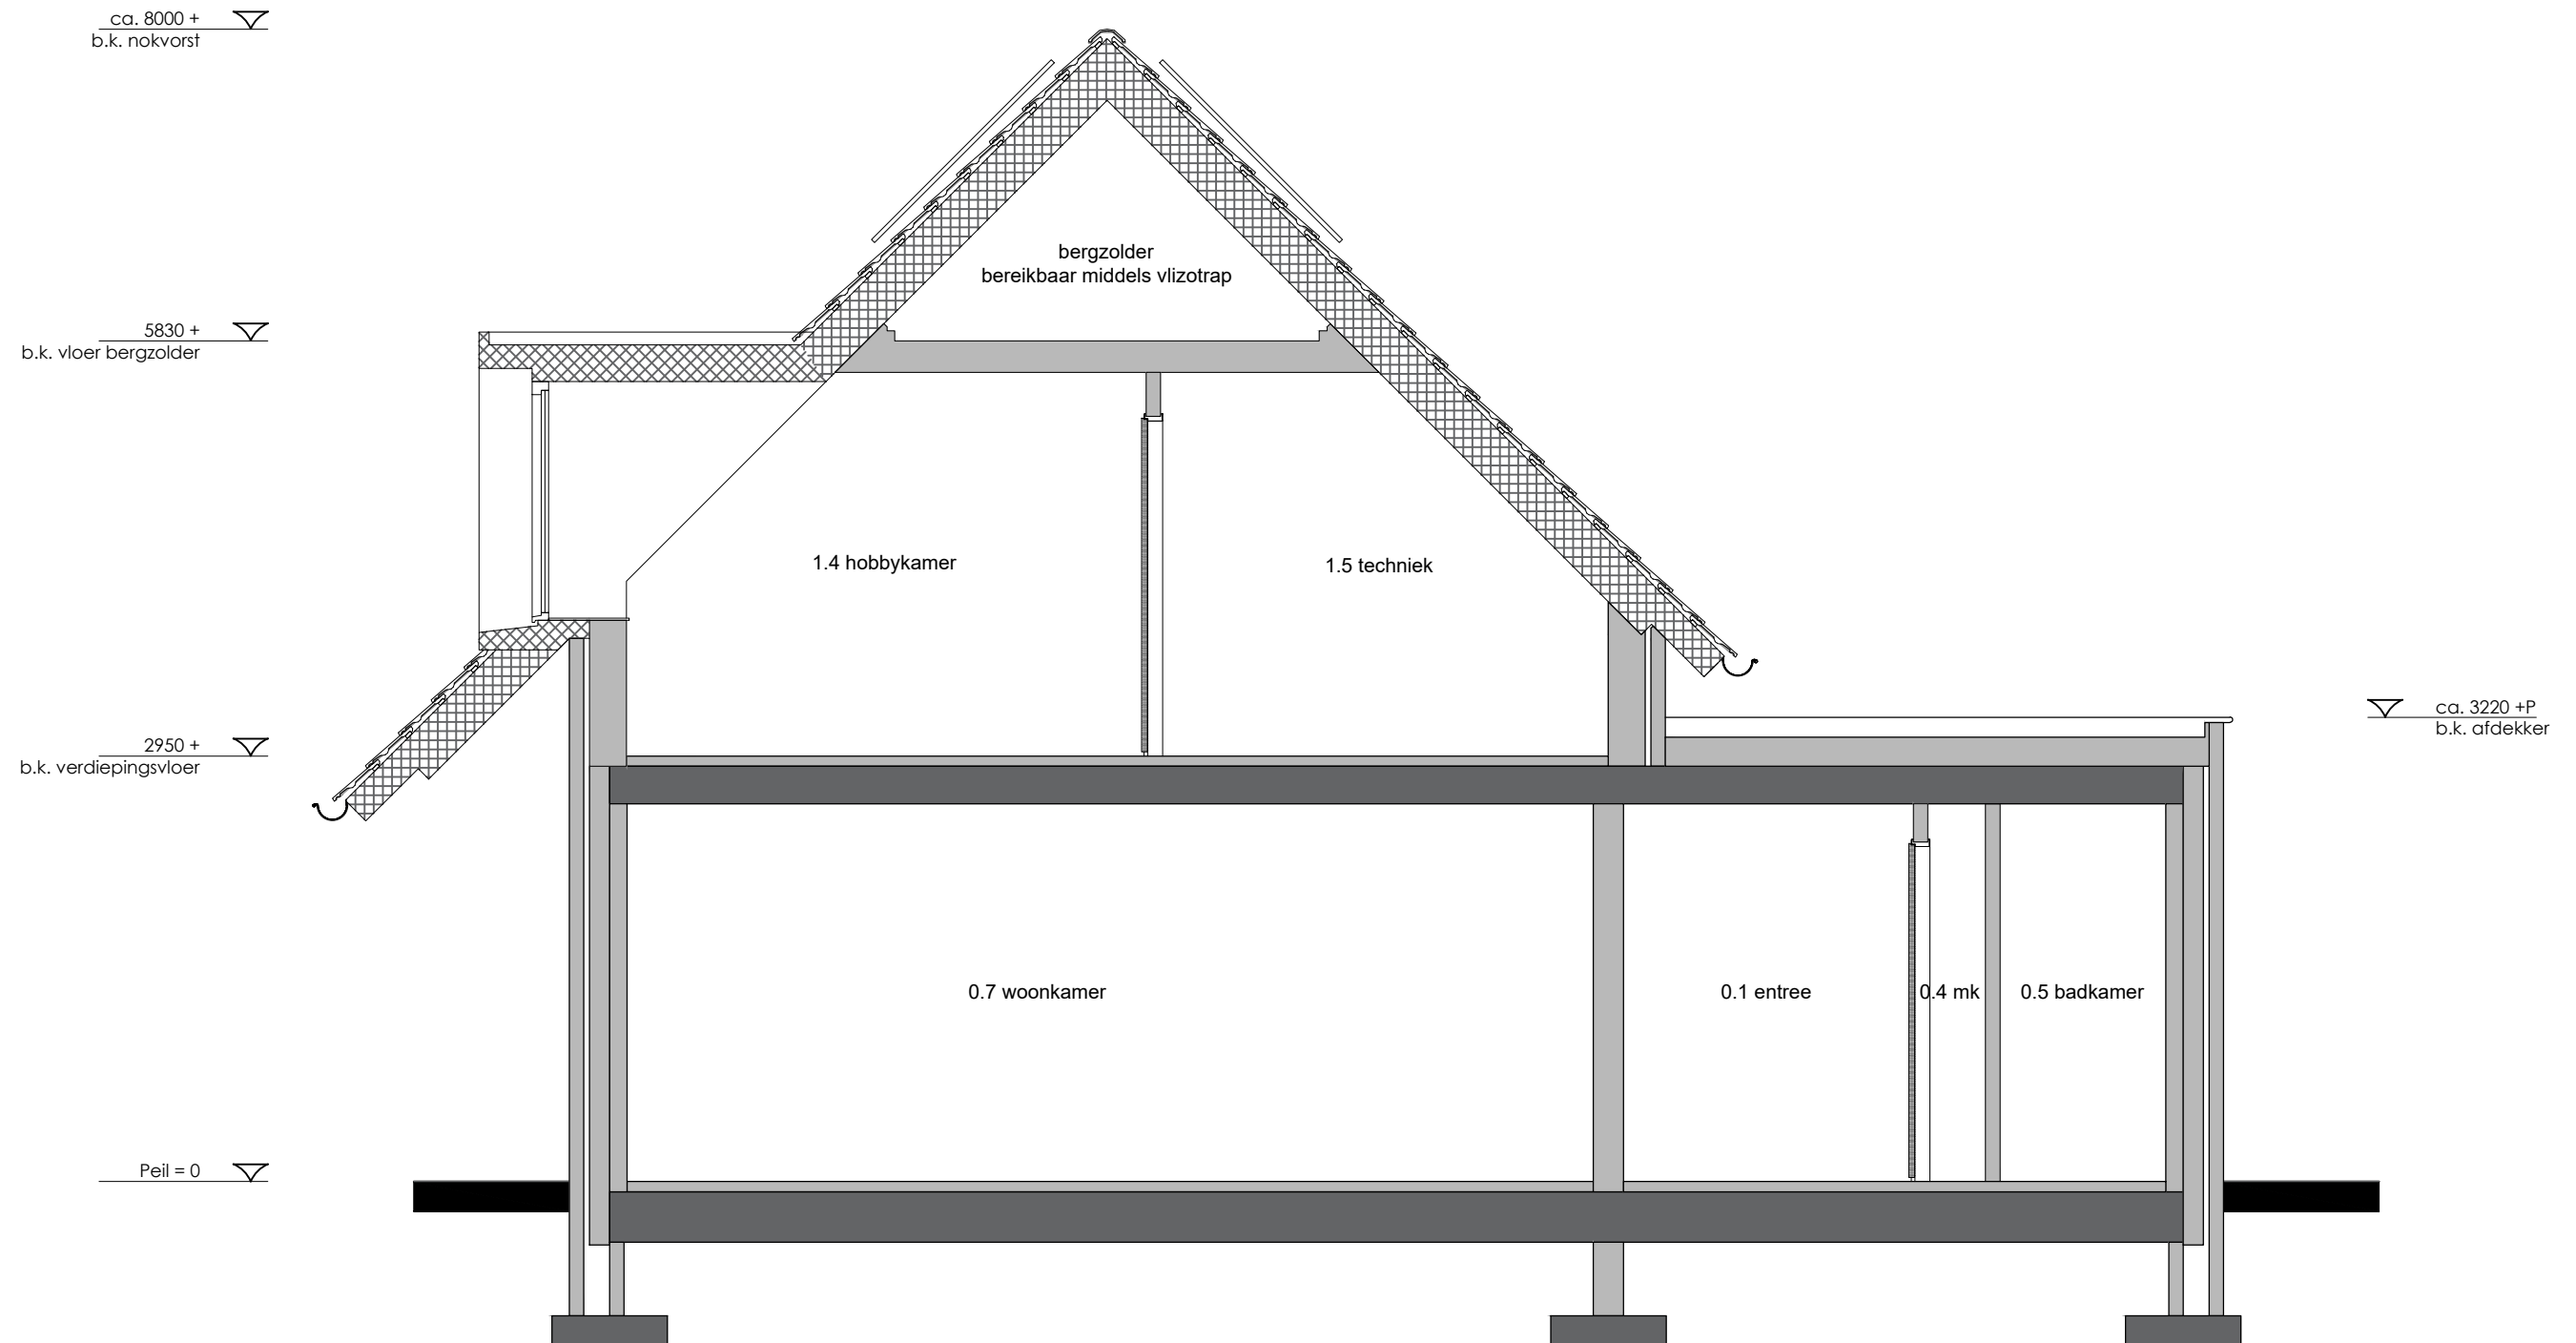 ca. 8000 +
b.k. nokvorst
bergzolder
bereikbaar middels vlizotrap
5830 +
b.k. vloer bergzolder
1.4 hobbykamer
1.5 techniek
ca. 3220 +P
b.k. afdekker
2950 +
b.k. verdiepingsvloer
0.7 woonkamer
0.1 entree
0.4 mk
0.5 badkamer
Peil = 0